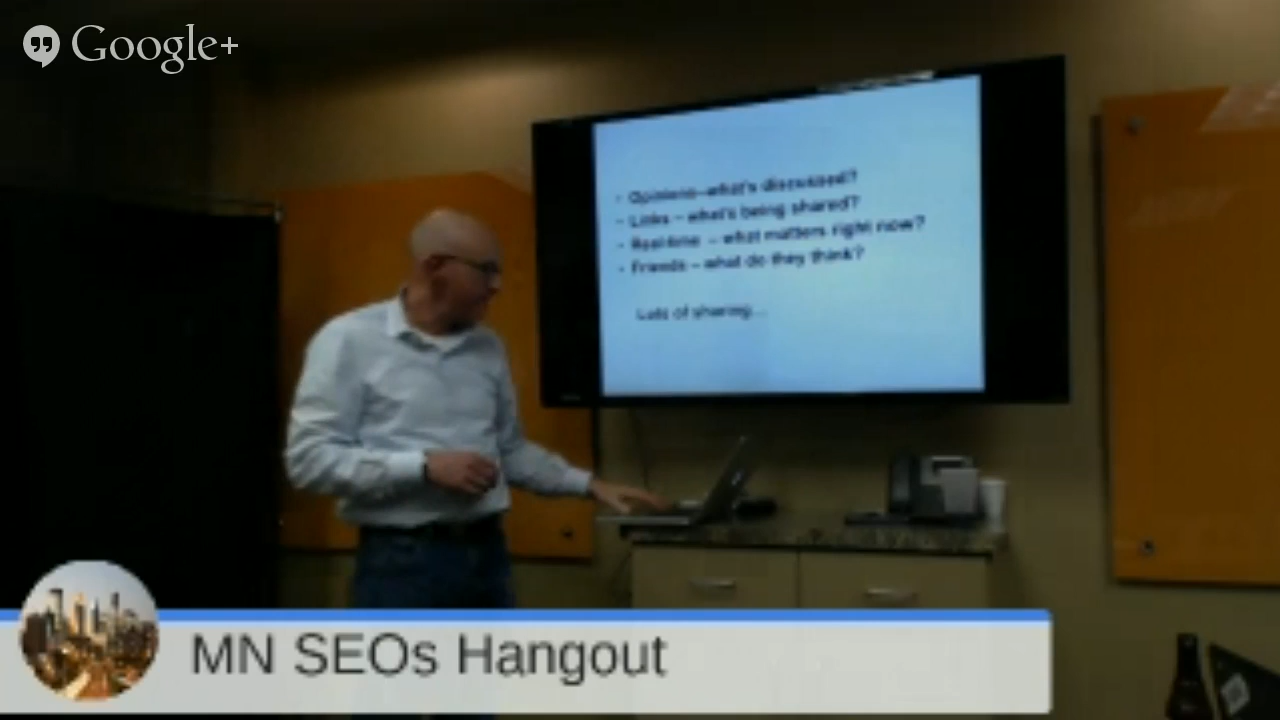 Google+
- Opinions – what's discussed?
- Links – what's being shared?
- Real-time – what matters right now?
- Friends – what do they think?
Lots of sharing...
MN SEOs Hangout